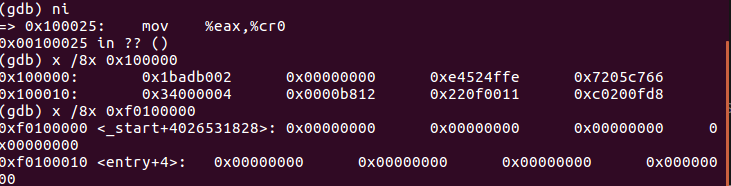 (gdb) ni
=> 0x100025:    mov    %eax,%cr0
0x00100025 in ?? ()
(gdb) x /8x 0x100000
0x100000:       0x1badb002      0x00000000      0xe4524ffe      0x7205c766
0x100010:       0x34000004      0x0000b812      0x220f0011      0xc0200fd8
(gdb) x /8x 0xf0100000
0xf0100000 <_start+4026531828>: 0x00000000      0x00000000      0x00000000      0
x00000000
0xf0100010 <entry+4>:   0x00000000      0x00000000      0x00000000      0x000000
00